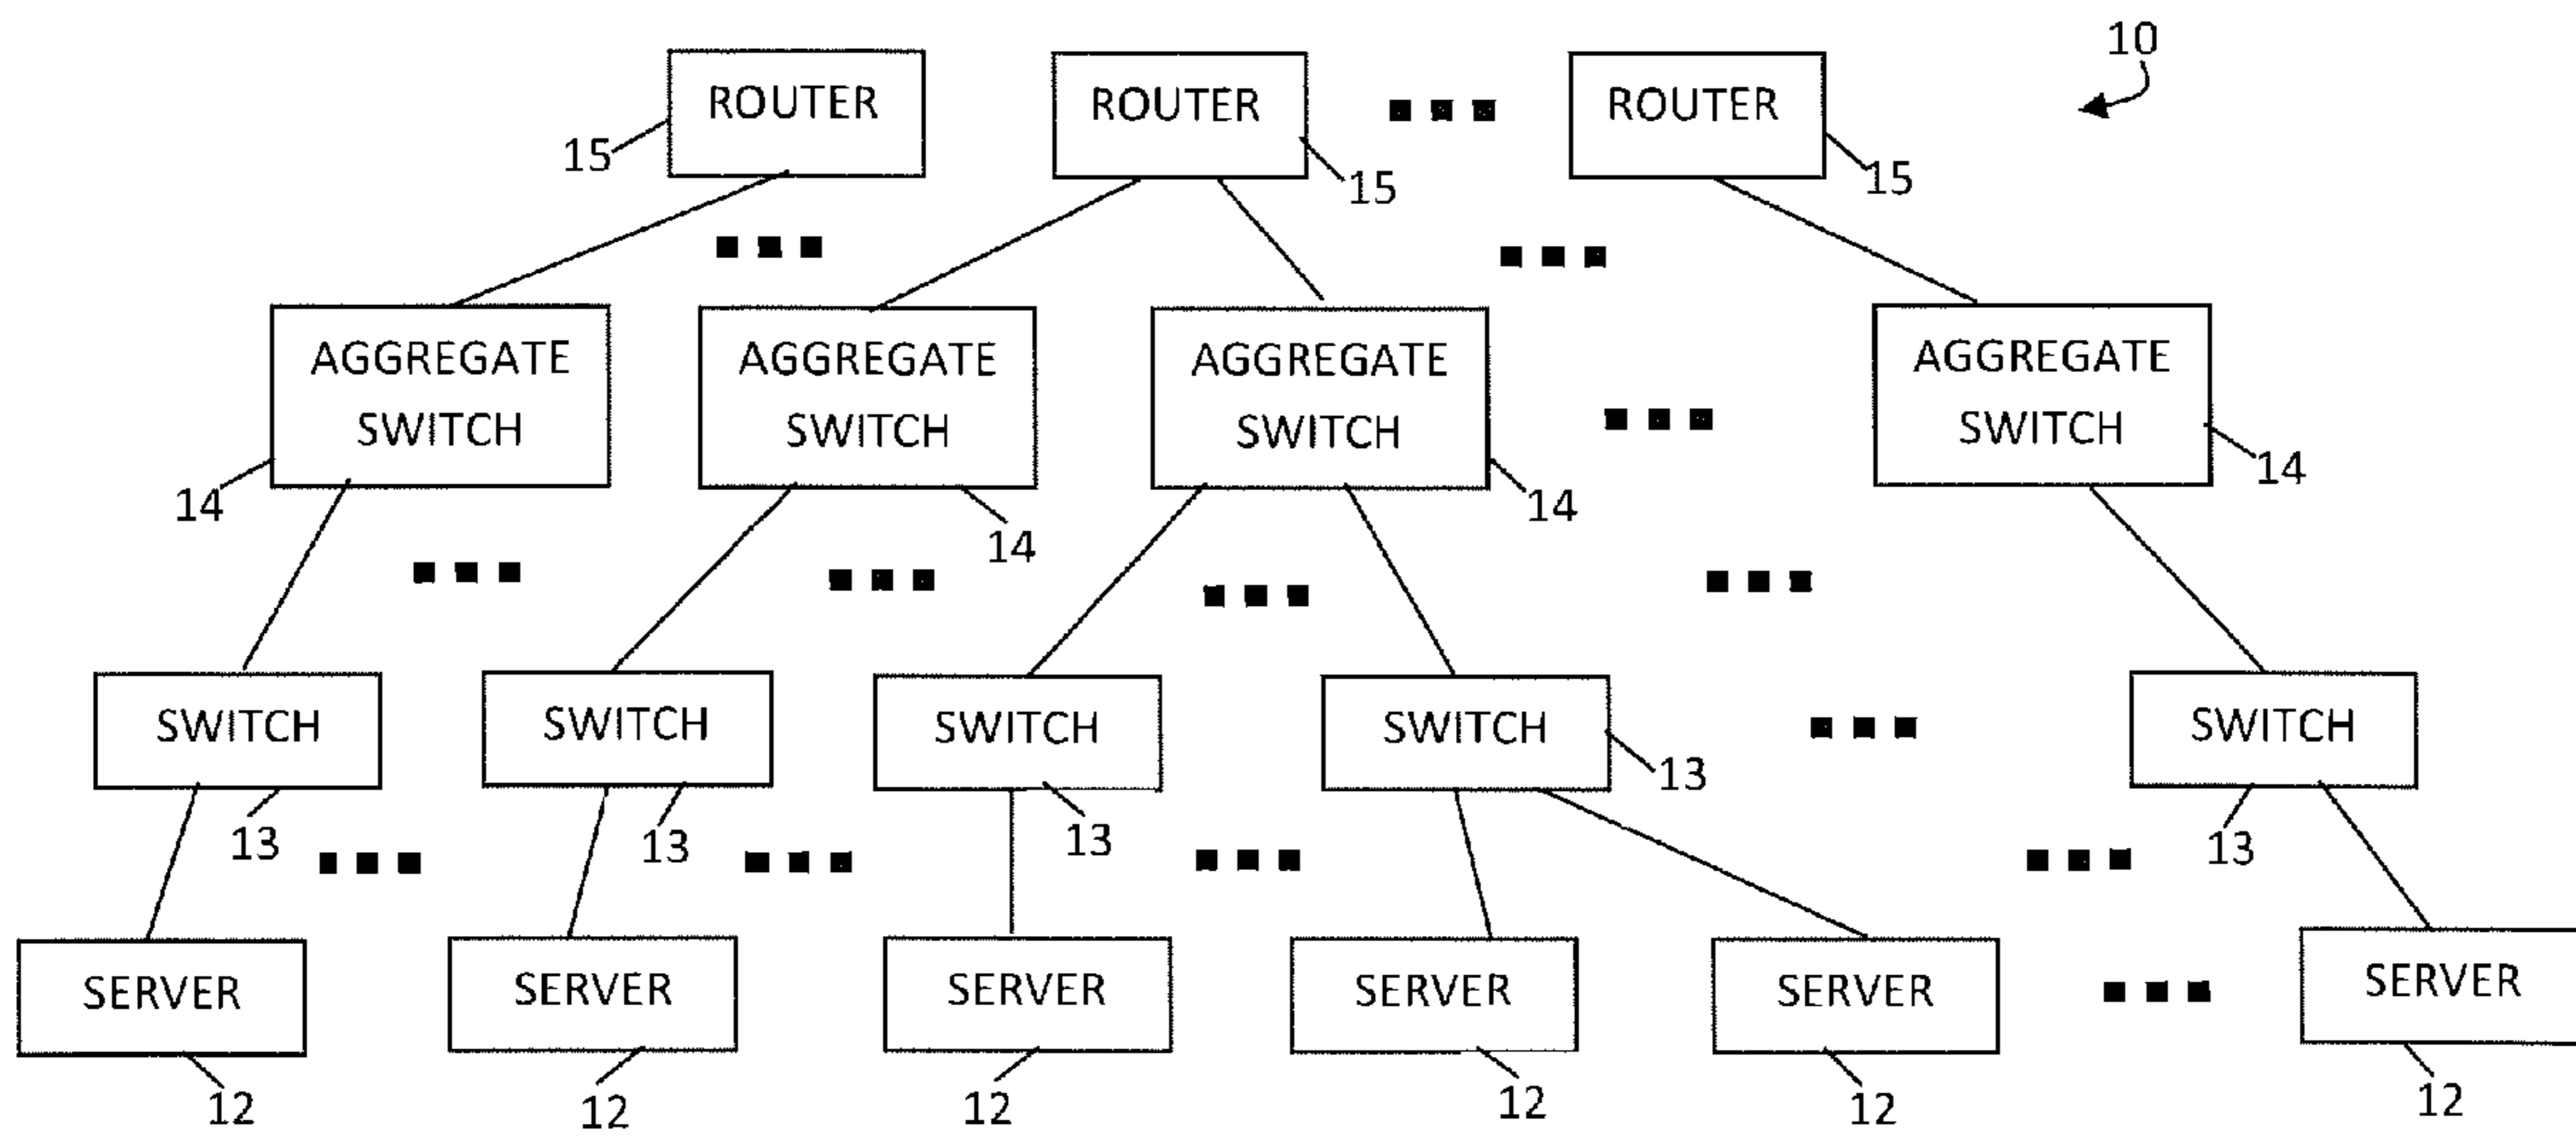 10
ROUTER
ROUTER
ROUTER
15
15
15
AGGREGATE
SWITCH
AGGREGATE
SWITCH
AGGREGATE
SWITCH
AGGREGATE
SWITCH
14
14
14
14
SWITCH
SWITCH
SWITCH
SWITCH
SWITCH
13
13
13
13
13
SERVER
SERVER
SERVER
SERVER
SERVER
SERVER
12
12
12
12
12
12